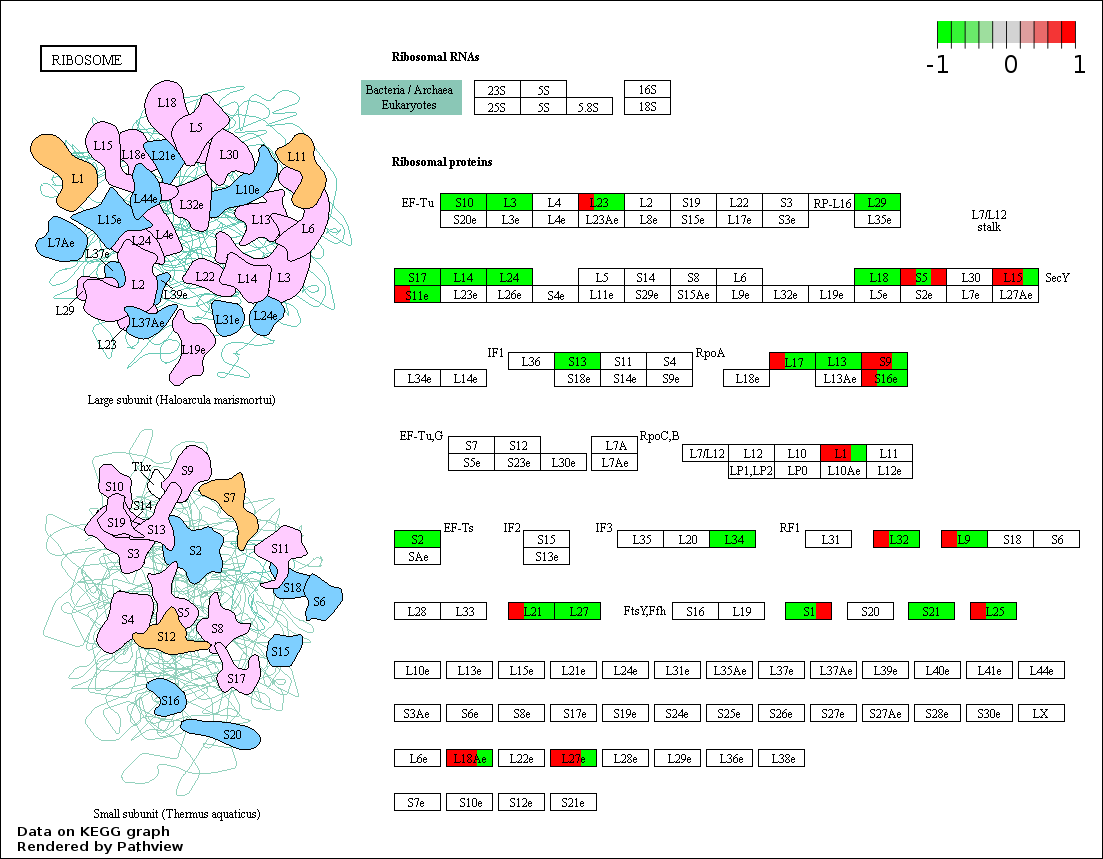 RIBOSOME
L18
L5
L15
L18e
L21e
L30
L11
L1
L10e
L44e
L32e
L15e
L13
L6
L7Ae
L24
L4e
L37e
L22
L14
L3
L2
L39e
L29
L37Ae
L31e
L24e
L23
L19e
Large subunit (Haloarcula marismortui)
Thx
S9
S10
S7
S14
S19
S13
S3
S2
S11
S18
S6
S4
S5
S8
S12
S15
S17
S16
S20
Small subunit (Thermus aquaticus)
Data on KEGG graph
Rendered by Pathview
-1 0 1
Ribosomal RNAs
Bacteria / Archaea 23S 5S 16S
Eukaryotes 25S 5S 5.8S 18S
Ribosomal proteins
EF-Tu S10 L3 L4 L23 L2 S19 L22 S3 RP-L16 L29
S20e L3e L4e L23Ae L8e S15e L17e S3e L35e
L7/L12
stalk
S17 L14 L24 L5 S14 S8 L6 L18 S5 L30 L15 SecY
S11e L23e L26e S4e L11e S29e S15Ae L9e L32e L19e L5e S2e L7e L27Ae
IF1 L36 S13 S11 S4 RpoA L17 L13 S9
L34e L14e S18e S14e S9e L18e L13Ae S16e
EF-Tu,G S7 S12 L7A RpoC,B L7/L12 L12 L10 L1 L11
S5e S23e L30e L7Ae LP1,LP2 LP0 L10Ae L12e
S2 EF-Ts IF2 S15 IF3 L35 L20 L34 RF1 L31 L32 L9 S18 S6
SAe S13e
L28 L33 L21 L27 FtsY,Ffh S16 L19 S1 S20 S21 L25
L10e L13e L15e L21e L24e L31e L35Ae L37e L37Ae L39e L40e L41e L44e
S3Ae S6e S8e S17e S19e S24e S25e S26e S27e S27Ae S28e S30e LX
L6e L18Ae L22e L27e L28e L29e L36e L38e
S7e S10e S12e S21e